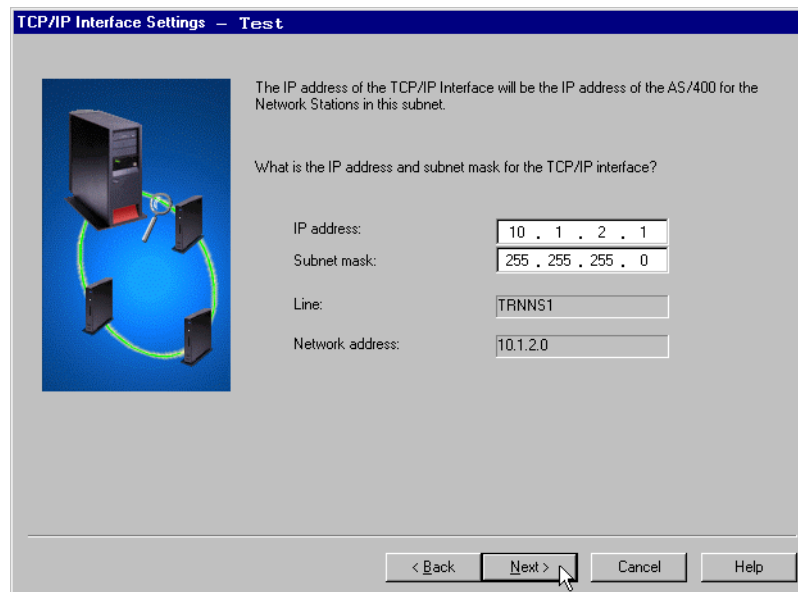 TCP/IP Interface Settings – Test
The IP address of the TCP/IP Interface will be the IP address of the AS/400 for the
Network Stations in this subnet.
What is the IP address and subnet mask for the TCP/IP interface?
IP address: 10 . 1 . 2 . 1
Subnet mask: 255 . 255 . 255 . 0
Line: TRNNS1
Network address: 10.1.2.0
< Back Next > Cancel Help